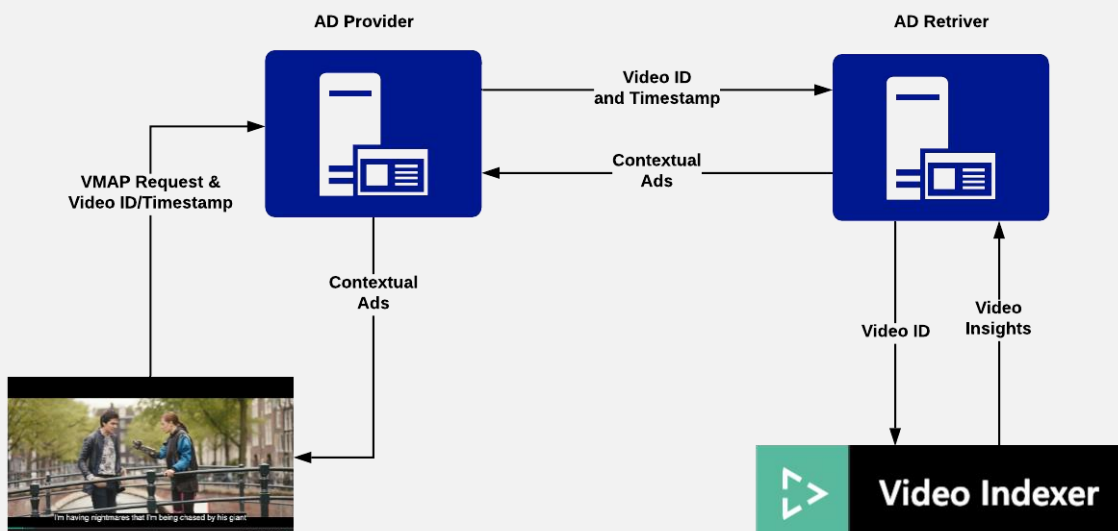 AD Provider
AD Retriver
Video ID
and Timestamp
Contextual
Ads
VMAP Request &
Video ID/Timestamp
Contextual
Ads
Video ID
Video
Insights
Video Indexer
"I'm having nightmares that I'm being chased by his giant"